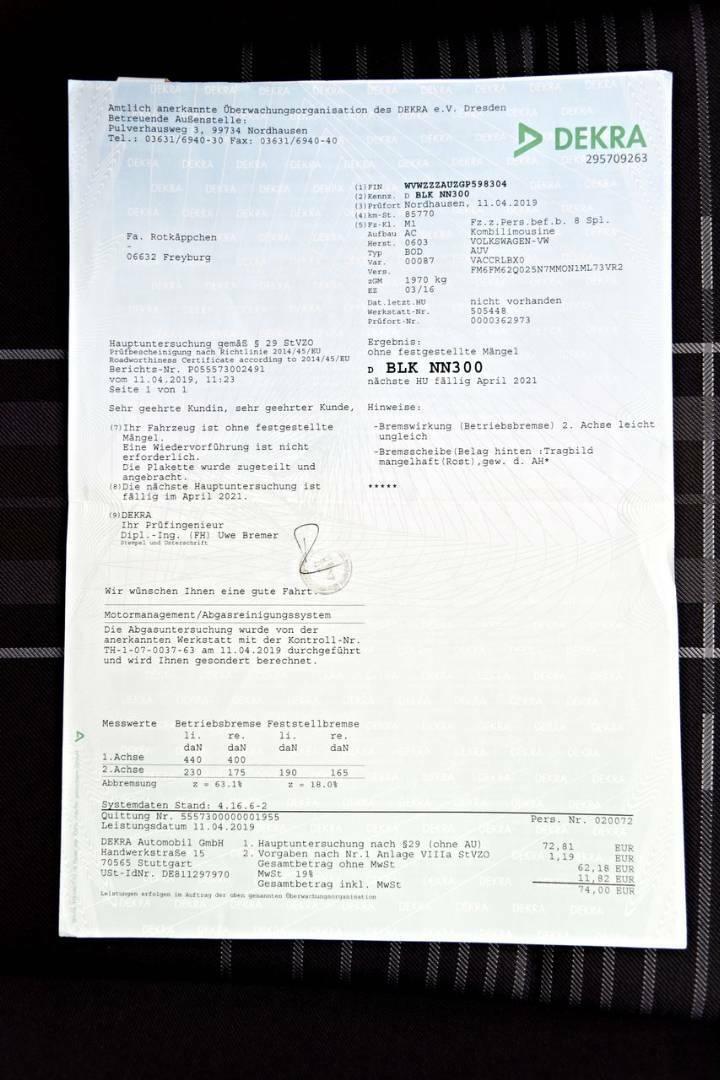 Amtlich anerkannte Überwachungsorganisation des DEKRA e.V. Dresden
Betreuende Außenstelle:
Pulverhausweg 3, 99734 Nordhausen
Tel.: 03631/6940-30 Fax: 03631/6940-40
DEKRA
295709263
(1) FIN WVWZZZAUZGP598304
(2) Kennz. D BLK NN300
(3) Prüfort Nordhausen, 11.04.2019
(4) km-St. 85770
(5) Fz-Kl. M1 Fz.z.Pers.bef.b. 8 Spl.
Aufbau AC Kombilimousine
Herst. 0603 VOLKSWAGEN-VW
Typ BOD AUV
Var. 00087 VACCRLBX0
Vers. FM6FM62Q025N7MMON1ML73VR2
zGM 1970 kg
EZ 03/16
Dat.letzt.HU nicht vorhanden
Werkstatt-Nr. 505448
Prüfort-Nr. 0000362973
Fa. Rotkäppchen
-
06632 Freyburg
Hauptuntersuchung gemäß § 29 StVZO
Prüfbescheinigung nach Richtlinie 2014/45/EU
Roadworthiness Certificate according to 2014/45/EU
Berichts-Nr. P055573002491
vom 11.04.2019, 11:23
Seite 1 von 1
Ergebnis:
ohne festgestellte Mängel
D BLK NN300
nächste HU fällig April 2021
Sehr geehrte Kundin, sehr geehrter Kunde,
(7) Ihr Fahrzeug ist ohne festgestellte
Mängel.
Eine Wiedervorführung ist nicht
erforderlich.
Die Plakette wurde zugeteilt und
angebracht.
(8) Die nächste Hauptuntersuchung ist
fällig im April 2021.
(9) DEKRA
Ihr Prüfingenieur
Dipl.-Ing. (FH) Uwe Bremer
Stempel und Unterschrift
Hinweise:
-Bremswirkung (Betriebsbremse) 2. Achse leicht
ungleich
-Bremsscheibe(Belag hinten :Tragbild
mangelhaft(Rost),gew. d. AH*
*****
Wir wünschen Ihnen eine gute Fahrt.
Motormanagement/Abgasreinigungssystem
Die Abgasuntersuchung wurde von der
anerkannten Werkstatt mit der Kontroll-Nr.
TH-1-07-0037-63 am 11.04.2019 durchgeführt
und wird Ihnen gesondert berechnet.
Messwerte Betriebsbremse Feststellbremse
li. re. li. re.
daN daN daN daN
1.Achse 440 400
2.Achse 230 175 190 165
Abbremsung z = 63.1% z = 18.0%
Systemdaten Stand: 4.16.6-2
Quittung Nr. 5557300000001955 Pers. Nr. 020072
Leistungsdatum 11.04.2019
DEKRA Automobil GmbH 1. Hauptuntersuchung nach §29 (ohne AU) 72,81 EUR
Handwerkstraße 15 2. Vorgaben nach Nr.1 Anlage VIIIa StVZO 1,19 EUR
70565 Stuttgart Gesamtbetrag ohne MwSt 62,18 EUR
USt-IdNr. DE811297970 MwSt 19% 11,82 EUR
Gesamtbetrag inkl. MwSt 74,00 EUR
Leistungen erfolgen im Auftrag der oben genannten Überwachungsorganisation